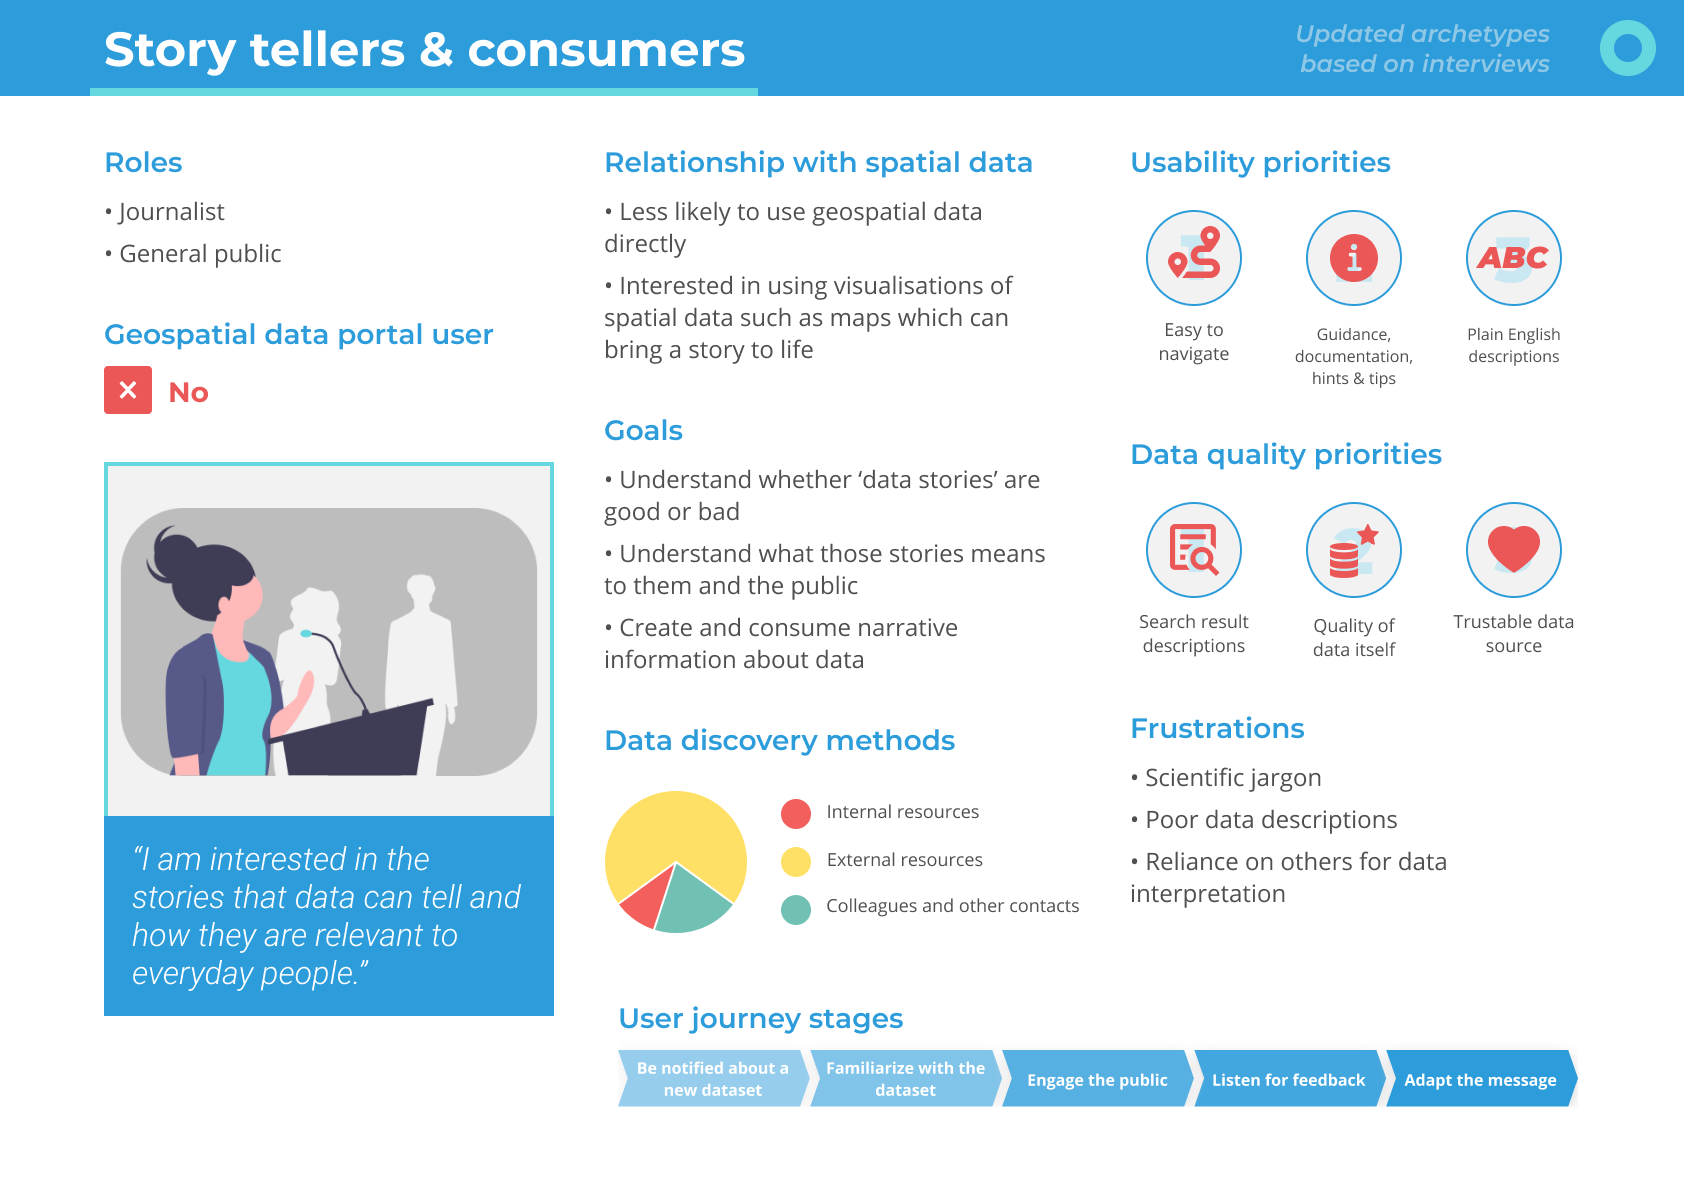 Story tellers & consumers
Updated archetypes
based on interviews
Roles
• Journalist
• General public
Geospatial data portal user
No
“I am interested in the
stories that data can tell and
how they are relevant to
everyday people.”
Relationship with spatial data
• Less likely to use geospatial data
directly
• Interested in using visualisations of
spatial data such as maps which can
bring a story to life
Goals
• Understand whether ‘data stories’ are
good or bad
• Understand what those stories means
to them and the public
• Create and consume narrative
information about data
Data discovery methods
Internal resources
External resources
Colleagues and other contacts
Usability priorities
1
i
2
3
ABC
Easy to
navigate
Guidance,
documentation,
hints & tips
Plain English
descriptions
Data quality priorities
1
2
3
Search result
descriptions
Quality of
data itself
Trustable data
source
Frustrations
• Scientific jargon
• Poor data descriptions
• Reliance on others for data
interpretation
User journey stages
Be notified about a
new dataset
Familiarize with the
dataset
Engage the public
Listen for feedback
Adapt the message